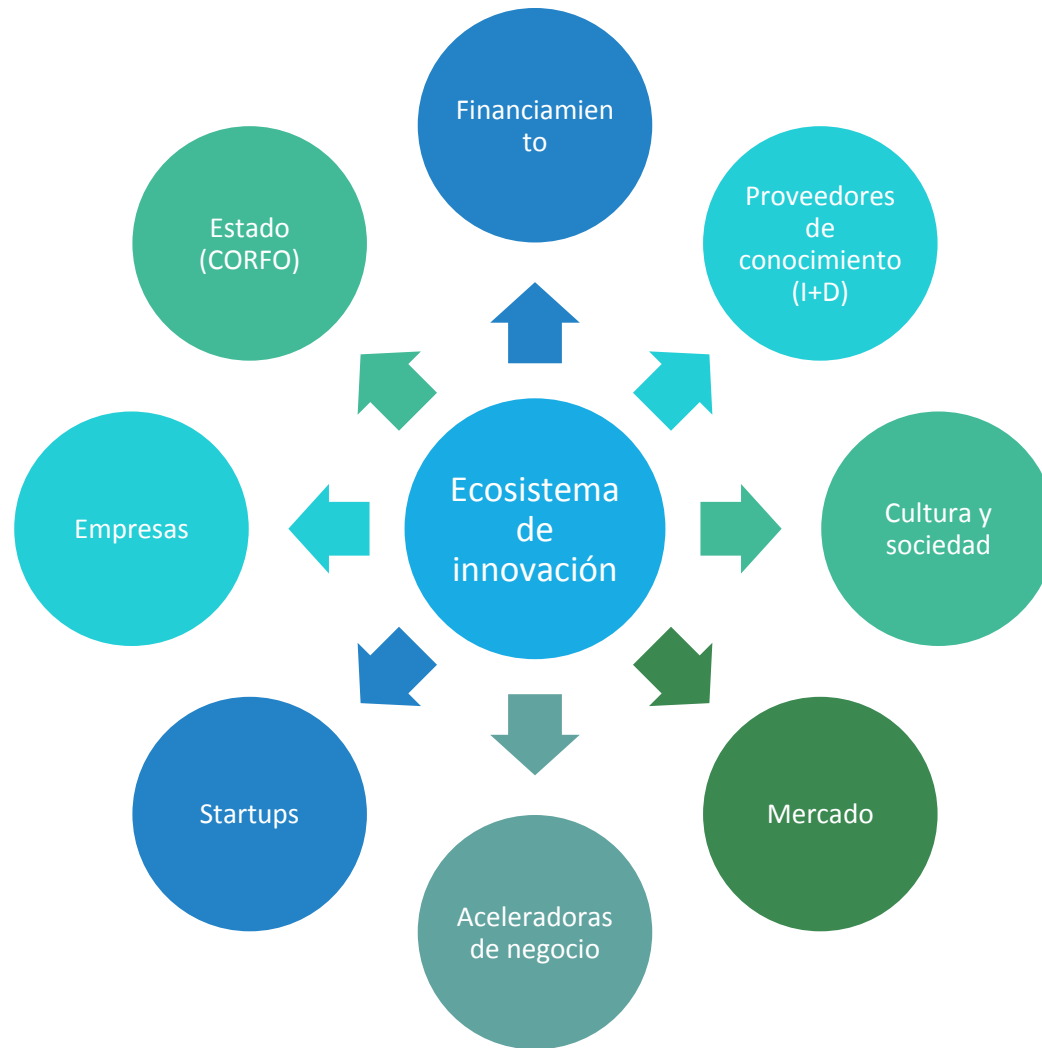 Financiamien
to
Proveedores
de
conocimiento
(I+D)
Cultura y
sociedad
Mercado
Aceleradoras
de negocio
Startups
Empresas
Estado
(CORFO)
Ecosistema
de
innovación